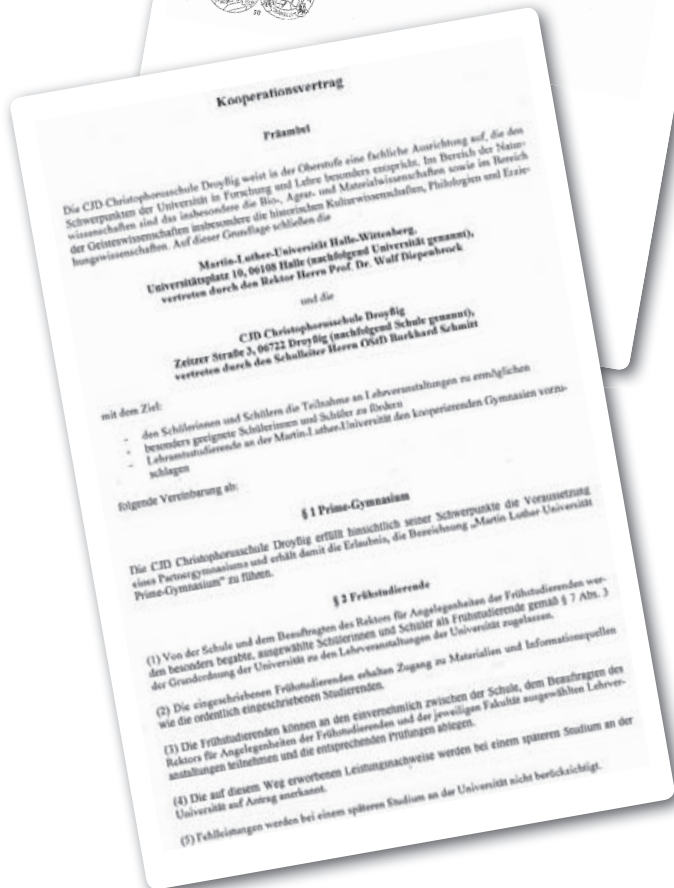 50
Kooperationsvertrag
Präambel
Die CJD Christophorusschule Droyßig weist in der Oberstufe eine fachliche Ausrichtung auf, die den
Schwerpunkten der Universität in Forschung und Lehre besonders entspricht. Im Bereich der Natur-
wissenschaften sind das insbesondere die Bio-, Agrar- und Materialwissenschaften sowie im Bereich
der Geisteswissenschaften insbesondere die historischen Kulturwissenschaften, Philologien und Erzie-
hungswissenschaften. Auf dieser Grundlage schließen die
Martin-Luther-Universität Halle-Wittenberg,
Universitätsplatz 10, 06108 Halle (nachfolgend Universität genannt),
vertreten durch den Rektor Herrn Prof. Dr. Wulf Diepenbrock
und die
CJD Christophorusschule Droyßig
Zeitzer Straße 3, 06722 Droyßig (nachfolgend Schule genannt),
vertreten durch den Schulleiter Herrn OStD Burkhard Schmitt
mit dem Ziel:
- den Schülerinnen und Schülern die Teilnahme an Lehrveranstaltungen zu ermöglichen
- besonders geeignete Schülerinnen und Schüler zu fördern
- Lehramtsstudierende an der Martin-Luther-Universität den kooperierenden Gymnasien vorzu-
schlagen
folgende Vereinbarung ab:
§ 1 Prime-Gymnasium
Die CJD Christophorusschule Droyßig erfüllt hinsichtlich seiner Schwerpunkte die Voraussetzung
eines Partnergymnasiums und erhält damit die Erlaubnis, die Bezeichnung „Martin Luther Universität
Prime-Gymnasium" zu führen.
§ 2 Frühstudierende
(1) Von der Schule und dem Beauftragten des Rektors für Angelegenheiten der Frühstudierenden wer-
den besonders begabte, ausgewählte Schülerinnen und Schüler als Frühstudierende gemäß § 7 Abs. 3
der Grundordnung der Universität zu den Lehrveranstaltungen der Universität zugelassen.
(2) Die eingeschriebenen Frühstudierenden erhalten Zugang zu Materialien und Informationsquellen
wie die ordentlich eingeschriebenen Studierenden.
(3) Die Frühstudierenden können an den einvernehmlich zwischen der Schule, dem Beauftragten des
Rektors für Angelegenheiten der Frühstudierenden und der jeweiligen Fakultät ausgewählten Lehrver-
anstaltungen teilnehmen und die entsprechenden Prüfungen ablegen.
(4) Die auf diesem Weg erworbenen Leistungsnachweise werden bei einem späteren Studium an der
Universität auf Antrag anerkannt.
(5) Fehlleistungen werden bei einem späteren Studium an der Universität nicht berücksichtigt.